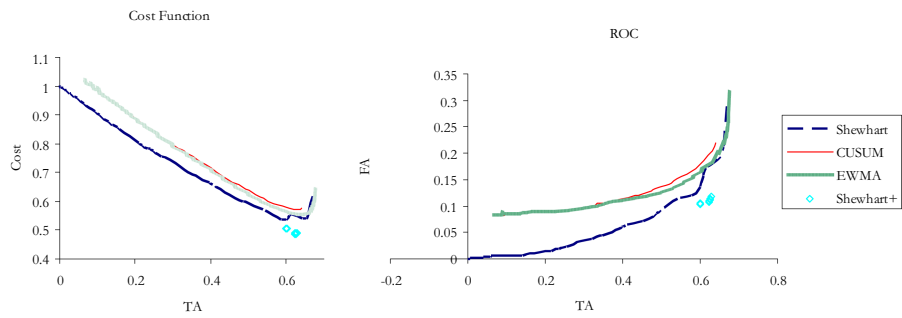 Cost Function
1.1
1
0.9
0.8
0.7
0.6
0.5
0.4
Cost
0
0.2
0.4
0.6
TA
ROC
0.35
0.3
0.25
0.2
0.15
0.1
0.05
0
FA
-0.2
0
0.2
0.4
0.6
0.8
TA
Shewhart
CUSUM
EWMA
Shewhart+